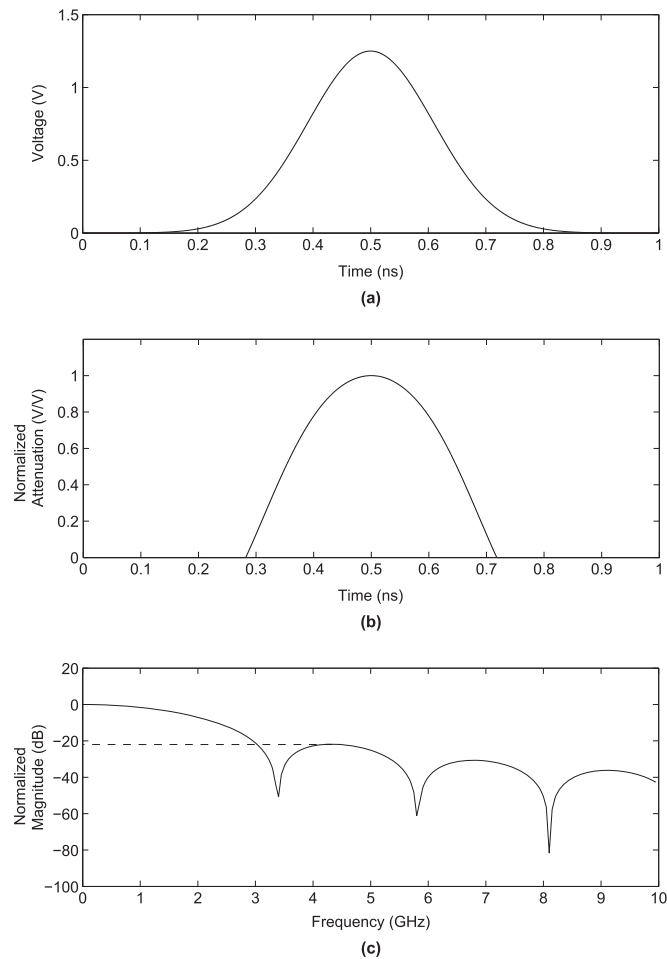 1.5
1
0.5
0
Voltage (V)
0 0.1 0.2 0.3 0.4 0.5 0.6 0.7 0.8 0.9 1
Time (ns)
(a)
1
0.8
0.6
0.4
0.2
0
Normalized
Attenuation (V/V)
0 0.1 0.2 0.3 0.4 0.5 0.6 0.7 0.8 0.9 1
Time (ns)
(b)
20
0
−20
−40
−60
−80
−100
Normalized
Magnitude (dB)
0 1 2 3 4 5 6 7 8 9 10
Frequency (GHz)
(c)